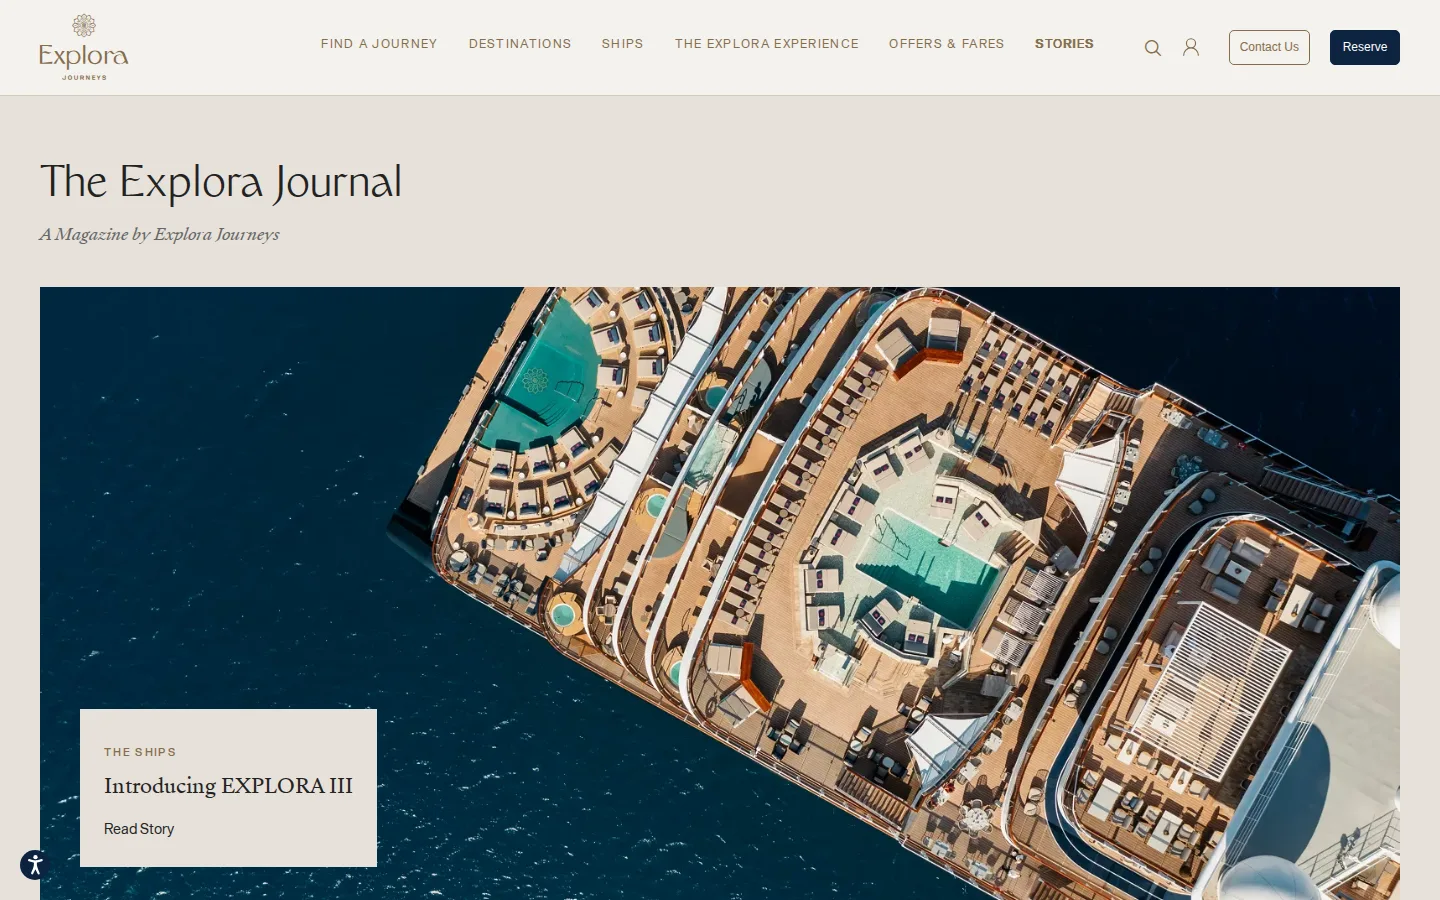 Explora
JOURNEYS
FIND A JOURNEY
DESTINATIONS
SHIPS
THE EXPLORA EXPERIENCE
OFFERS & FARES
STORIES
Contact Us
Reserve
The Explora Journal
A Magazine by Explora Journeys
THE SHIPS
Introducing EXPLORA III
Read Story